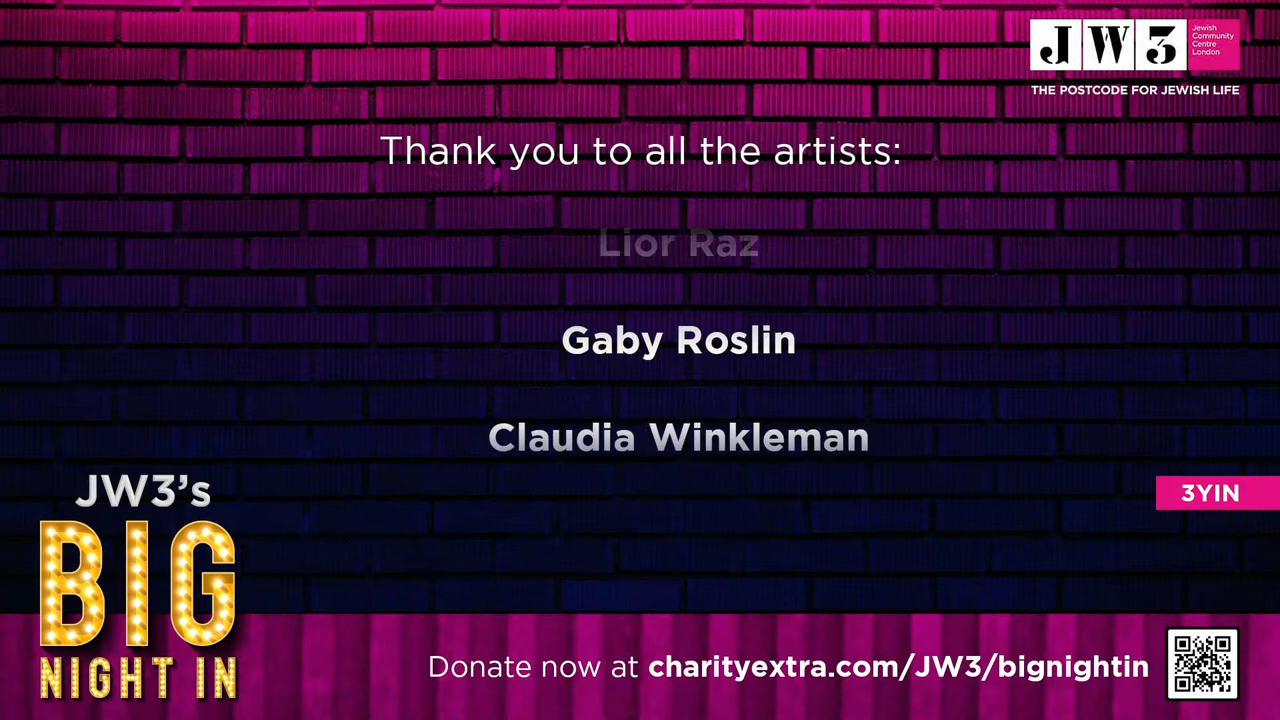 JW3
Jewish
Community
Centre
London
THE POSTCODE FOR JEWISH LIFE
Thank you to all the artists:
Lior Raz
Gaby Roslin
Claudia Winkleman
JW3’s
BIG
NIGHT IN
3YIN
Donate now at charityextra.com/JW3/bignightin